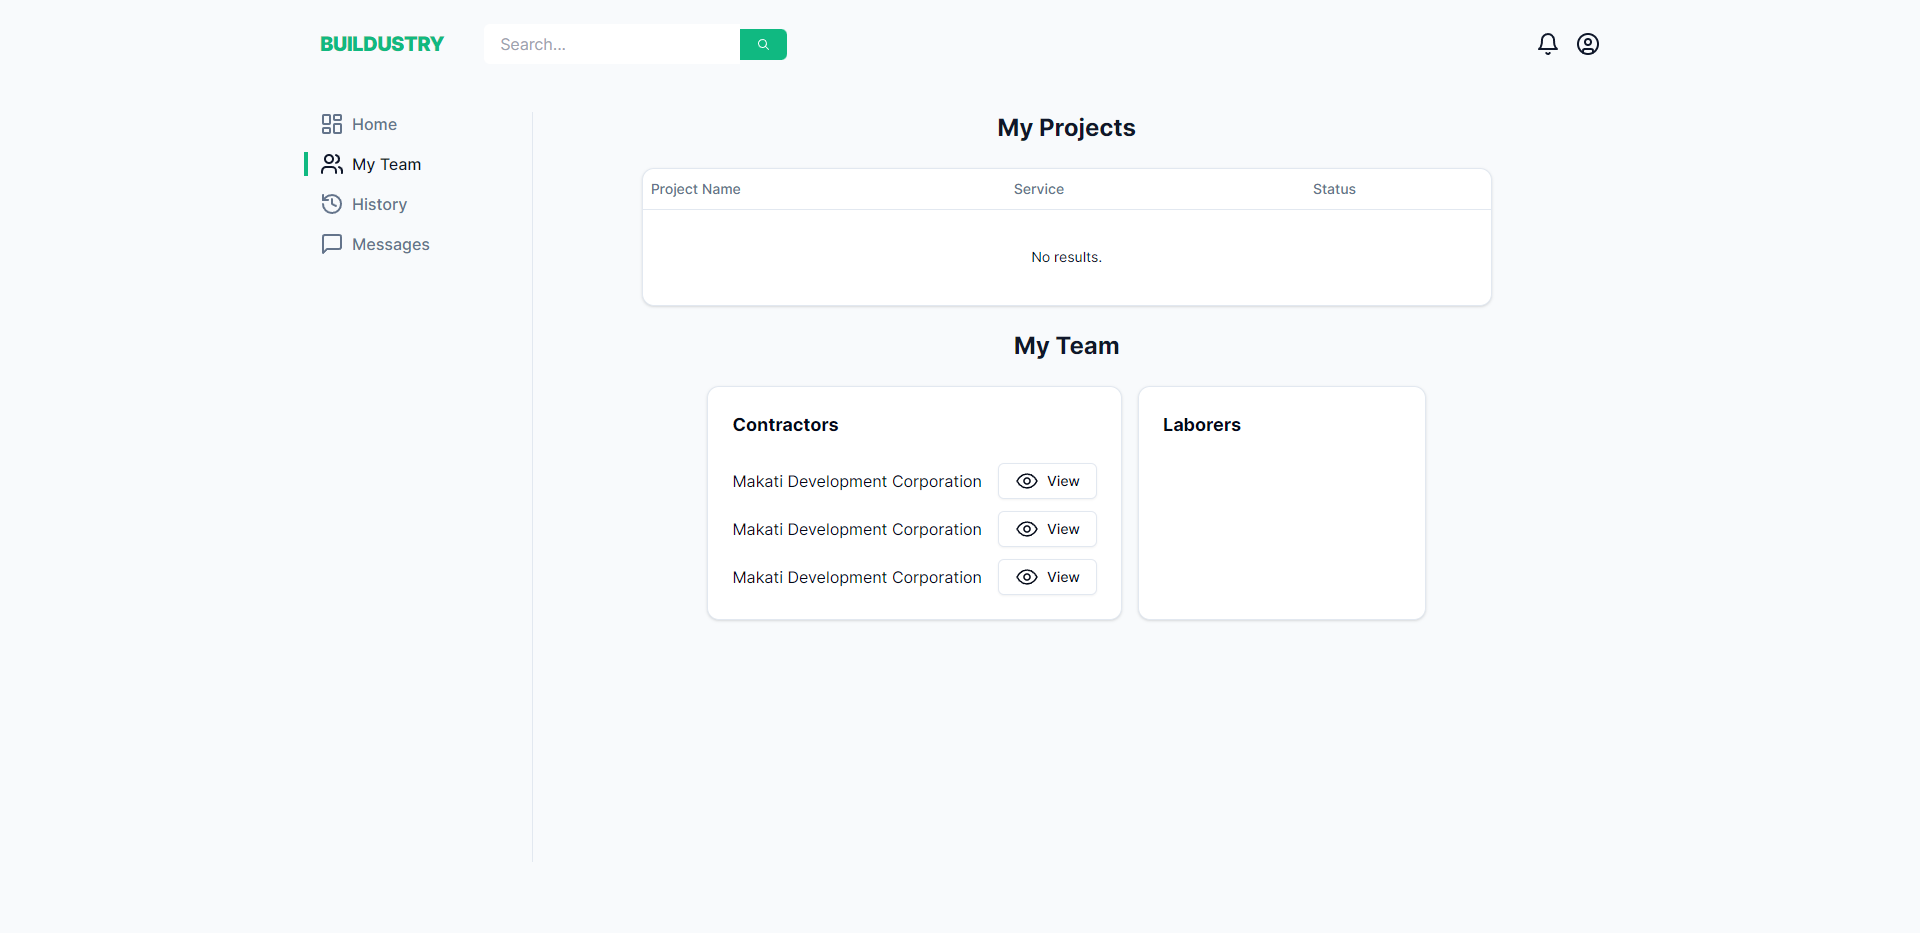 BUILDUSTRY
Search...
Home
My Team
History
Messages
My Projects
Project Name Service Status
No results.
My Team
Contractors
Makati Development Corporation View
Makati Development Corporation View
Makati Development Corporation View
Laborers